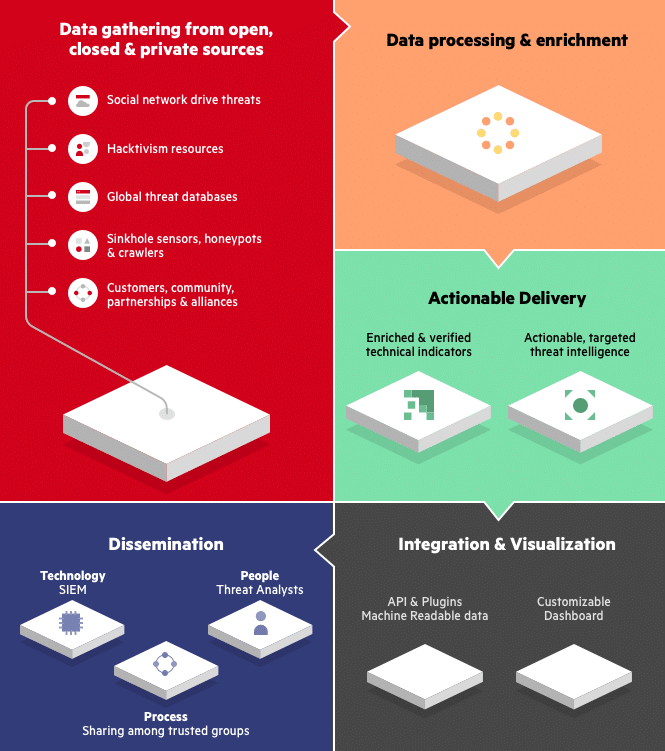 Data gathering from open,
closed & private sources
Social network drive threats
Hacktivism resources
Global threat databases
Sinkhole sensors, honeypots
& crawlers
Customers, community,
partnerships & alliances
Data processing & enrichment
Actionable Delivery
Enriched & verified
technical indicators
Actionable, targeted
threat intelligence
Dissemination
Technology
SIEM
People
Threat Analysts
Process
Sharing among trusted groups
Integration & Visualization
API & Plugins
Machine Readable data
Customizable
Dashboard